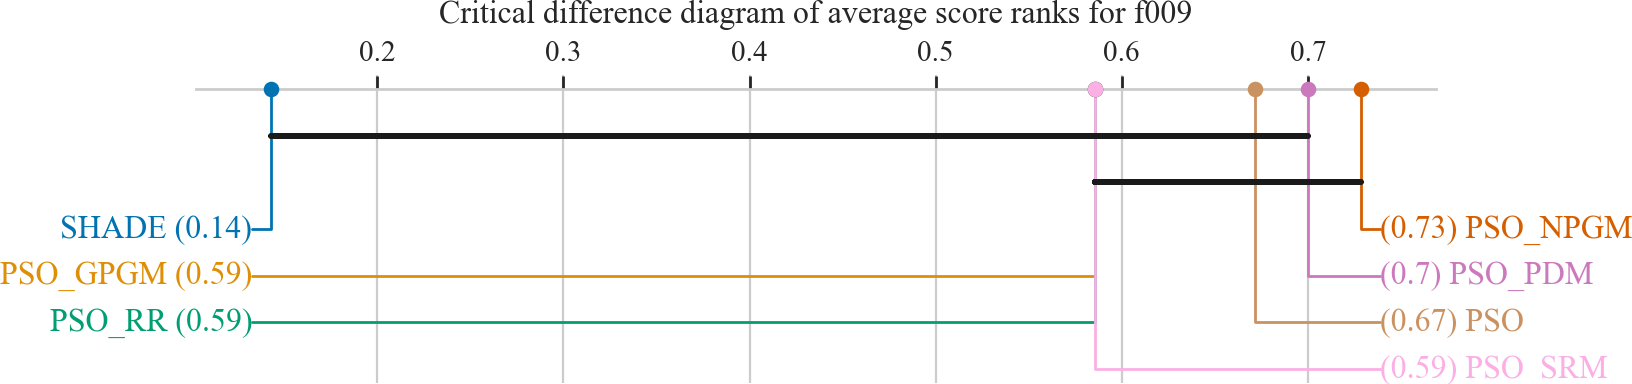 Critical difference diagram of average score ranks for f009
0.2 0.3 0.4 0.5 0.6 0.7
SHADE (0.14) (0.73) PSO_NPGM
PSO_GPGM (0.59) (0.7) PSO_PDM
PSO_RR (0.59) (0.67) PSO
(0.59) PSO SRM